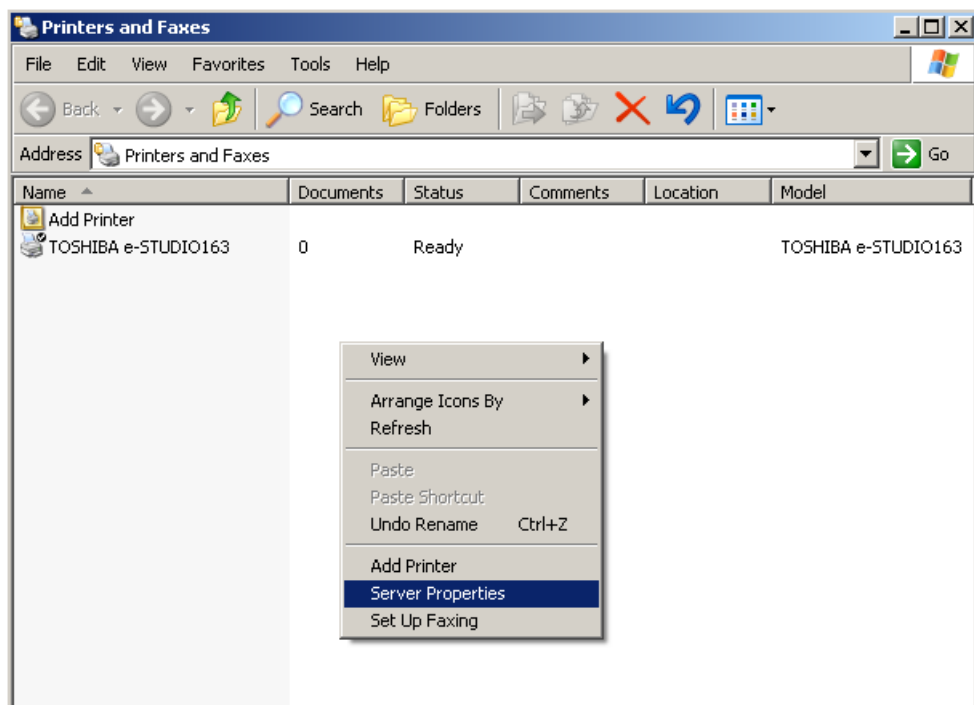 Printers and Faxes
File Edit View Favorites Tools Help
Back Search Folders
Address Printers and Faxes Go
Name Documents Status Comments Location Model
Add Printer
TOSHIBA e-STUDIO163 0 Ready TOSHIBA e-STUDIO163
View
Arrange Icons By
Refresh
Paste
Paste Shortcut
Undo Rename Ctrl+Z
Add Printer
Server Properties
Set Up Faxing